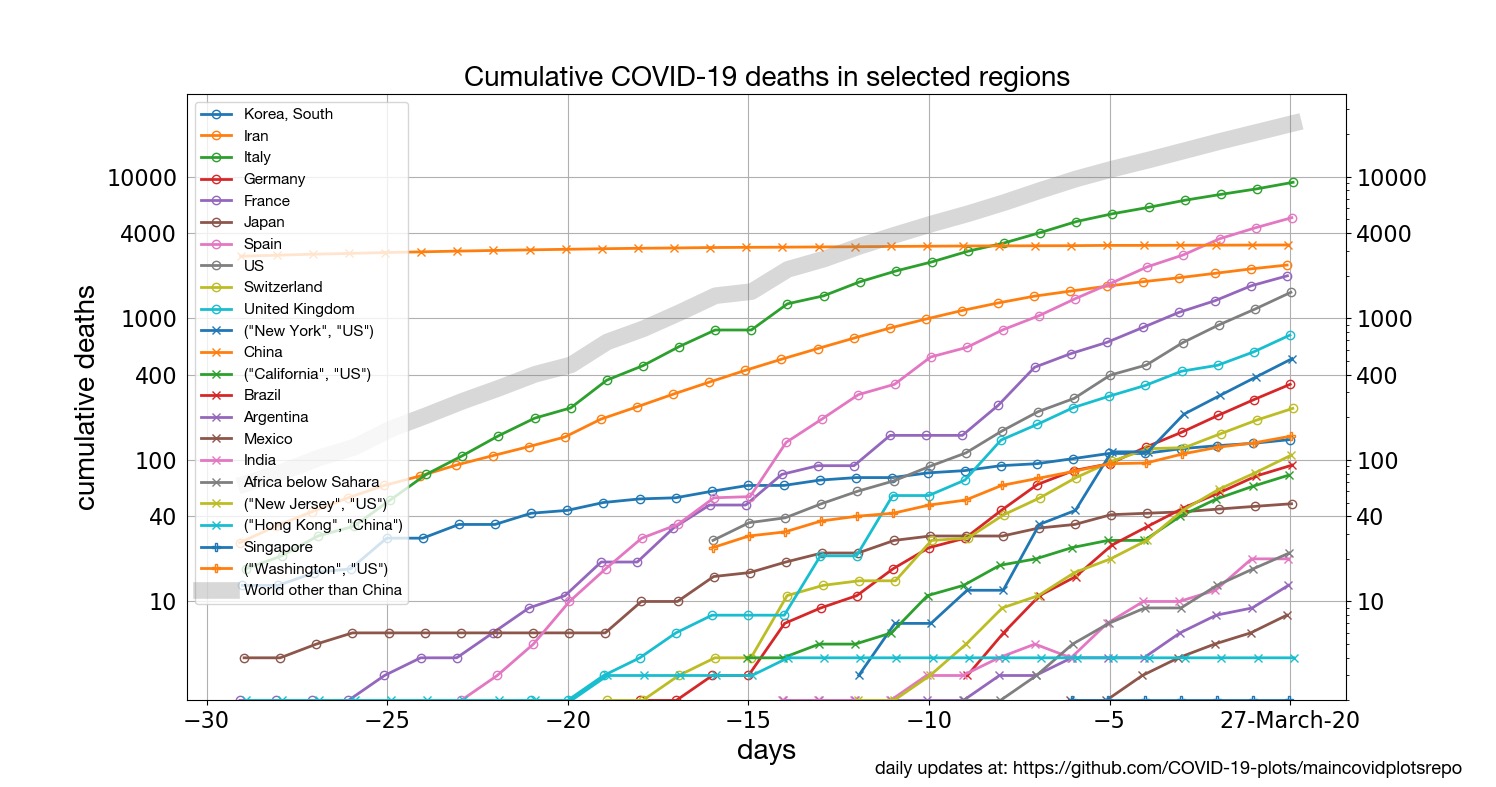 Cumulative COVID-19 deaths in selected regions
Korea, South
Iran
Italy
Germany
France
Japan
Spain
US
Switzerland
United Kingdom
("New York", "US")
China
("California", "US")
Brazil
Argentina
Mexico
India
Africa below Sahara
("New Jersey", "US")
("Hong Kong", "China")
Singapore
("Washington", "US")
World other than China
cumulative deaths
10000
4000
1000
400
100
40
10
10000
4000
1000
400
100
40
10
−30
−25
−20
−15
−10
−5
27-March-20
days
daily updates at: https://github.com/COVID-19-plots/maincovidplotsrepo